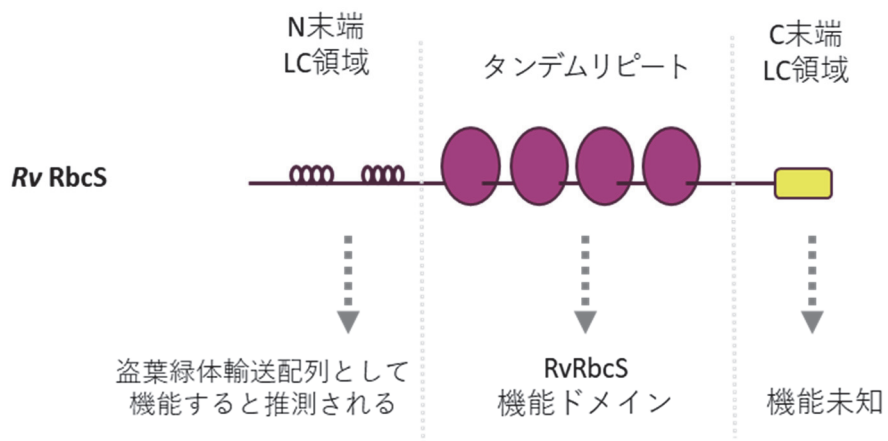 N末端
LC領域
タンデムリピート
C末端
LC領域
Rv RbcS
盗葉緑体輸送配列として
機能すると推測される
RvRbcS
機能ドメイン
機能未知